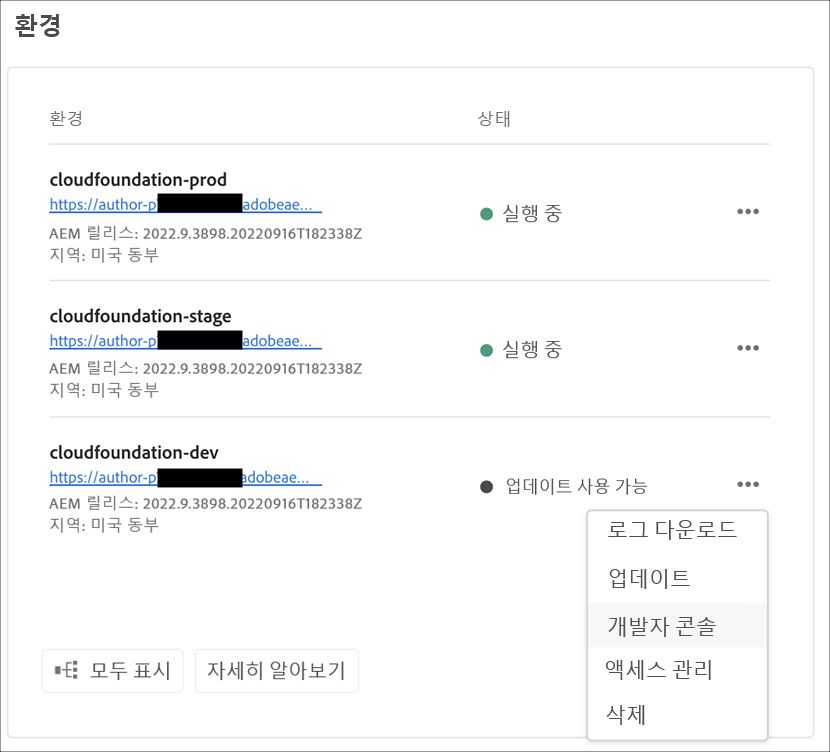 환경
환경 상태
cloudfoundation-prod
https://author-p adobeae...
실행 중
AEM 릴리스: 2022.9.3898.20220916T182338Z
지역: 미국 동부
cloudfoundation-stage
https://author-p adobeae...
실행 중
AEM 릴리스: 2022.9.3898.20220916T182338Z
지역: 미국 동부
cloudfoundation-dev
https://author-p adobeae...
업데이트 사용 가능
AEM 릴리스: 2022.9.3898.20220916T182338Z
지역: 미국 동부
로그 다운로드
업데이트
개발자 콘솔
액세스 관리
삭제
모두 표시
자세히 알아보기